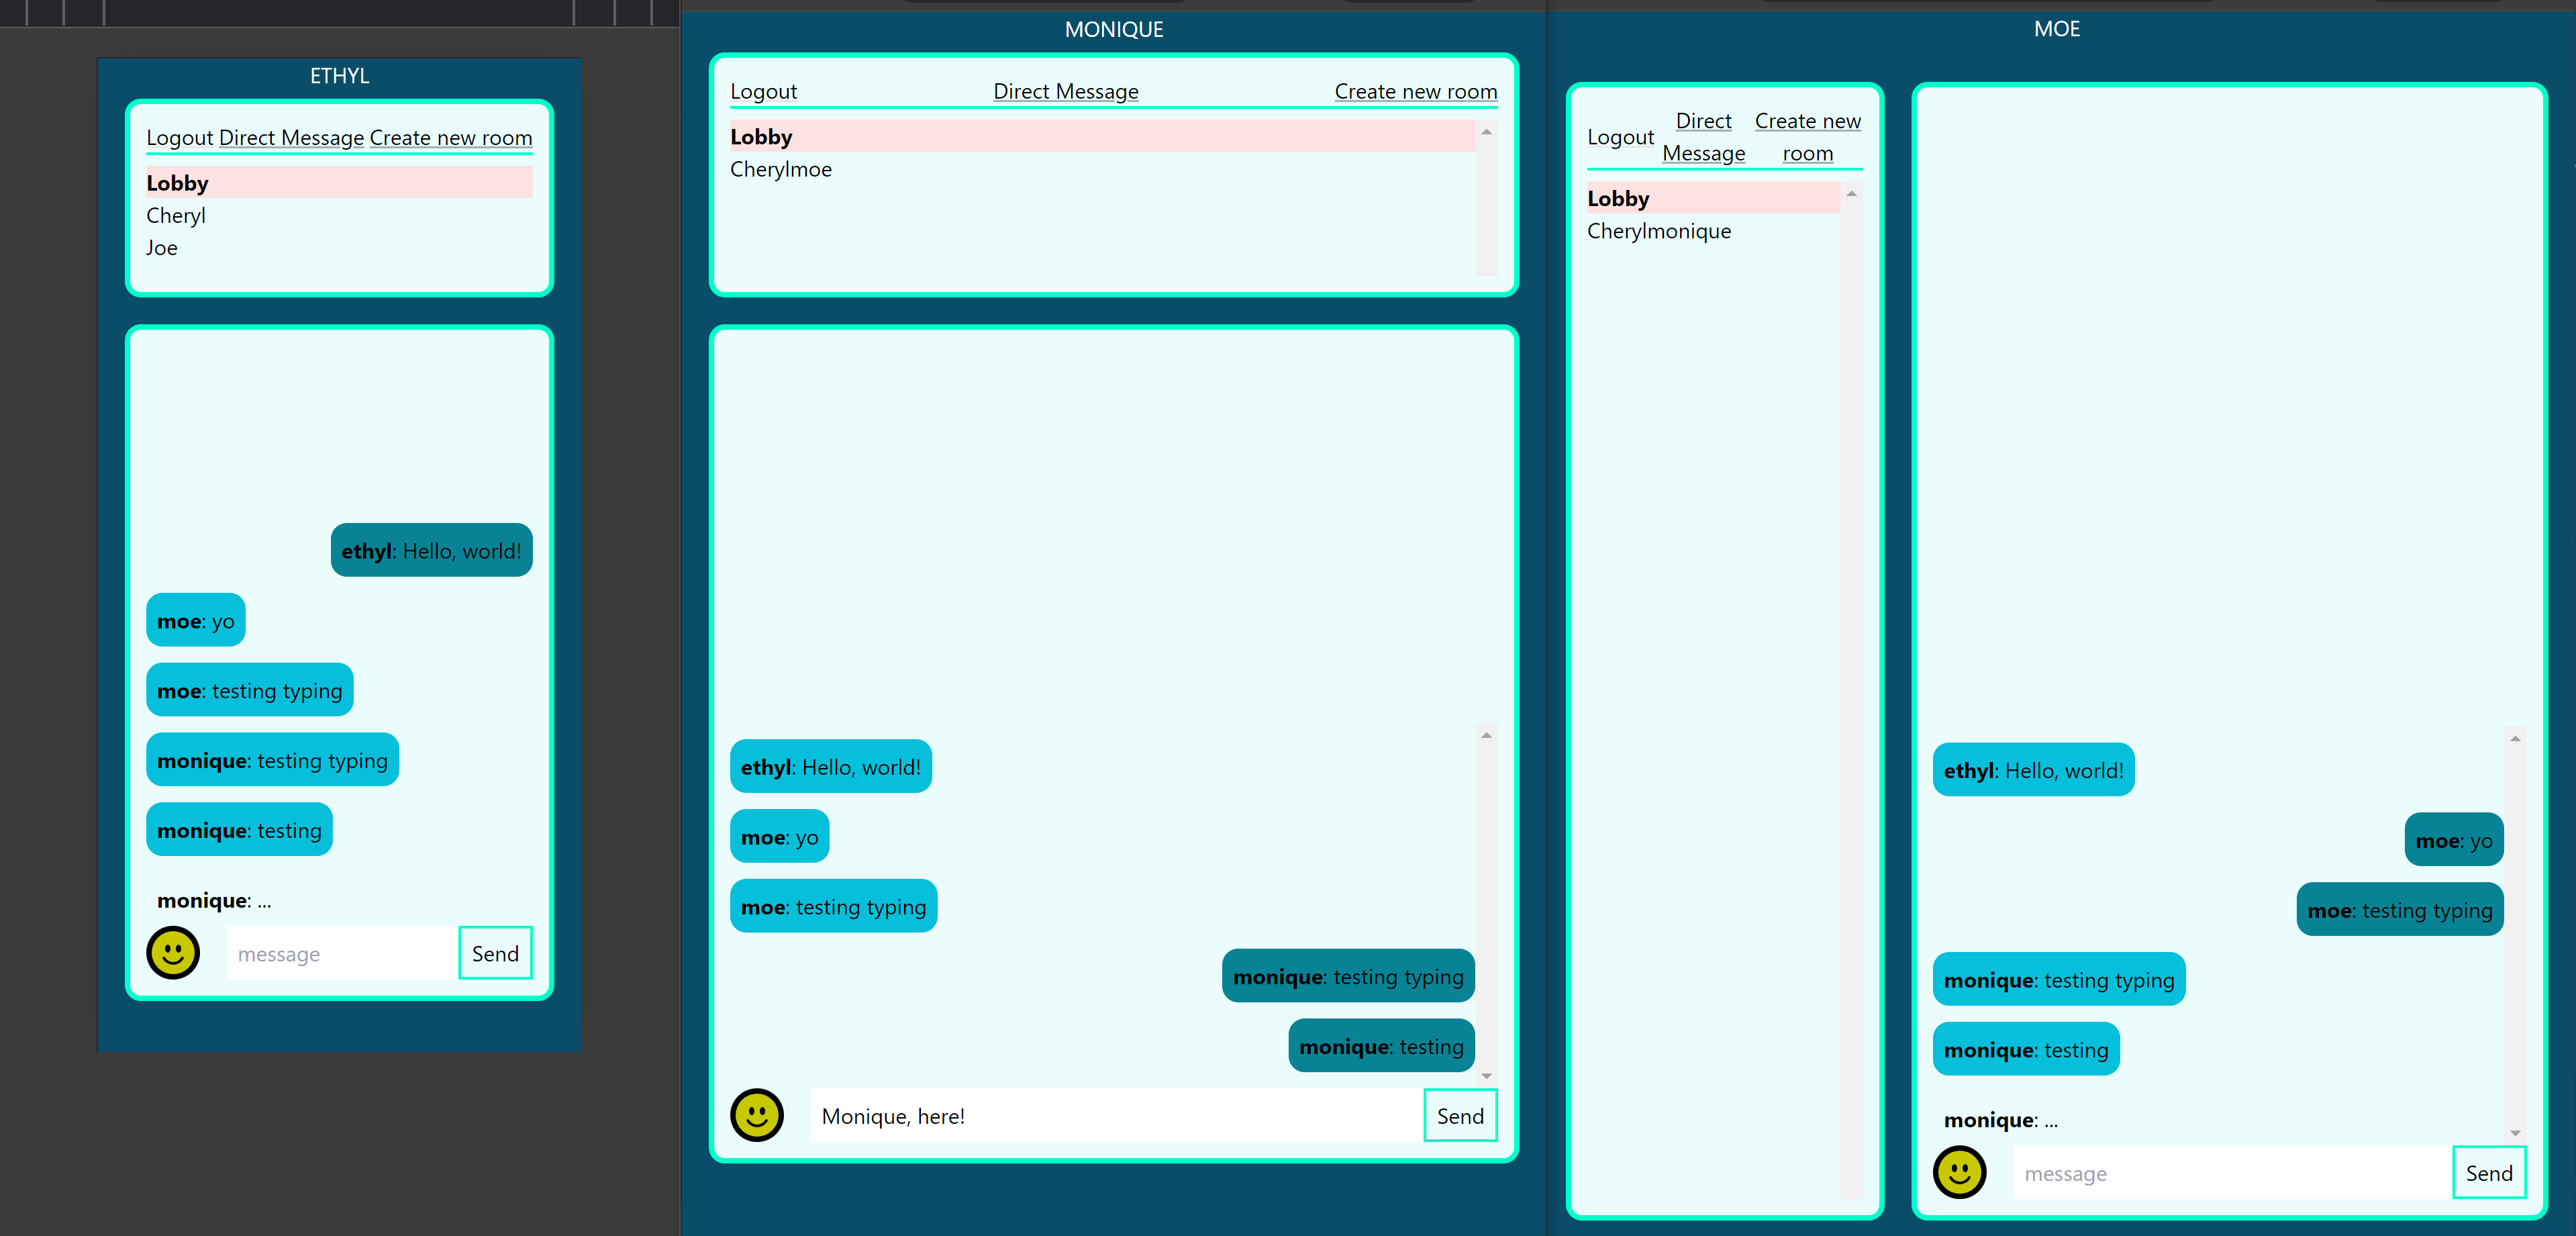 ETHYL
Logout Direct Message Create new room
Lobby
Cheryl
Joe
ethyl: Hello, world!
moe: yo
moe: testing typing
monique: testing typing
monique: testing
monique: ...
message Send
MONIQUE
Logout Direct Message Create new room
Lobby
Cherylmoe
ethyl: Hello, world!
moe: yo
moe: testing typing
monique: testing typing
monique: testing
Monique, here! Send
MOE
Logout
Direct
Message
Create new
room
Lobby
Cherylmonique
ethyl: Hello, world!
moe: yo
moe: testing typing
monique: testing typing
monique: testing
monique: ...
message Send